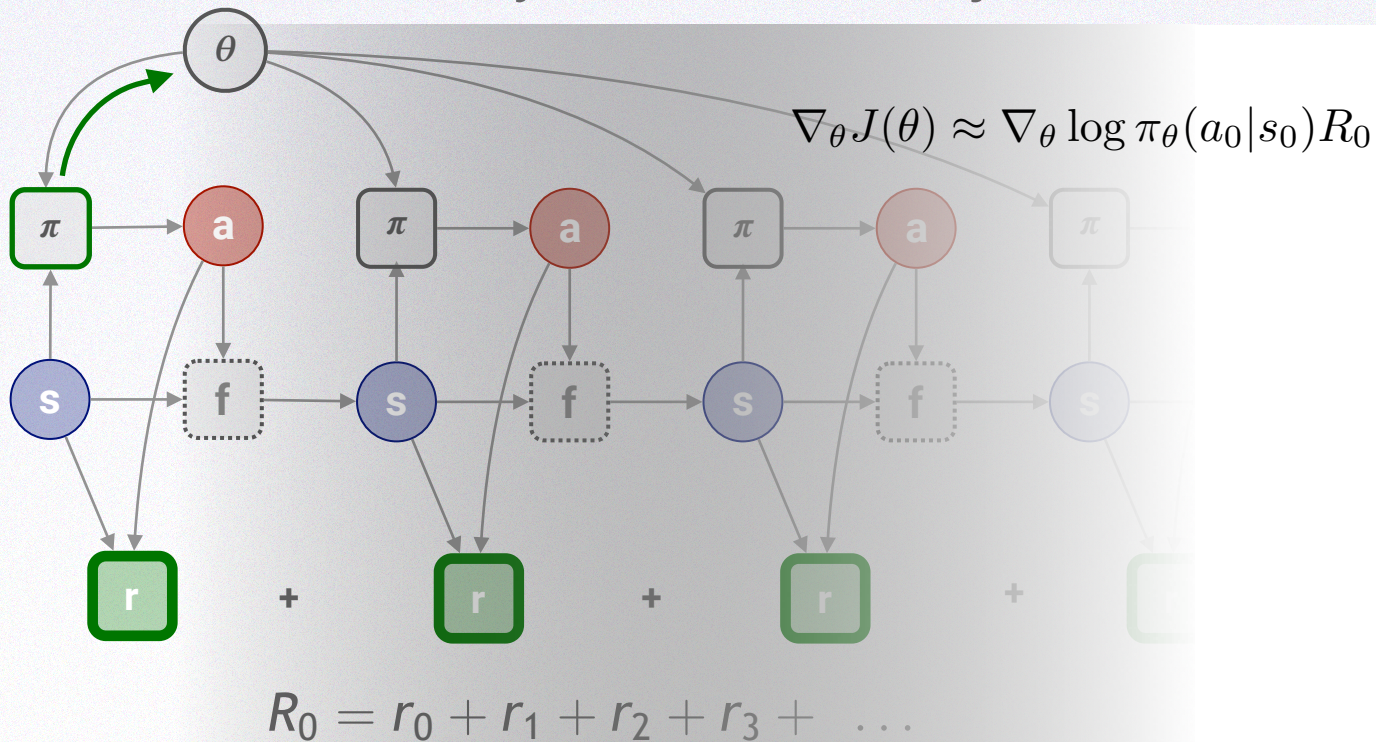 θ
∇θJ(θ) ≈ ∇θ log πθ(a0|s0)R0
π a π a π a π
s f s f s f s
r + r + r +
R0 = r0 + r1 + r2 + r3 + ...